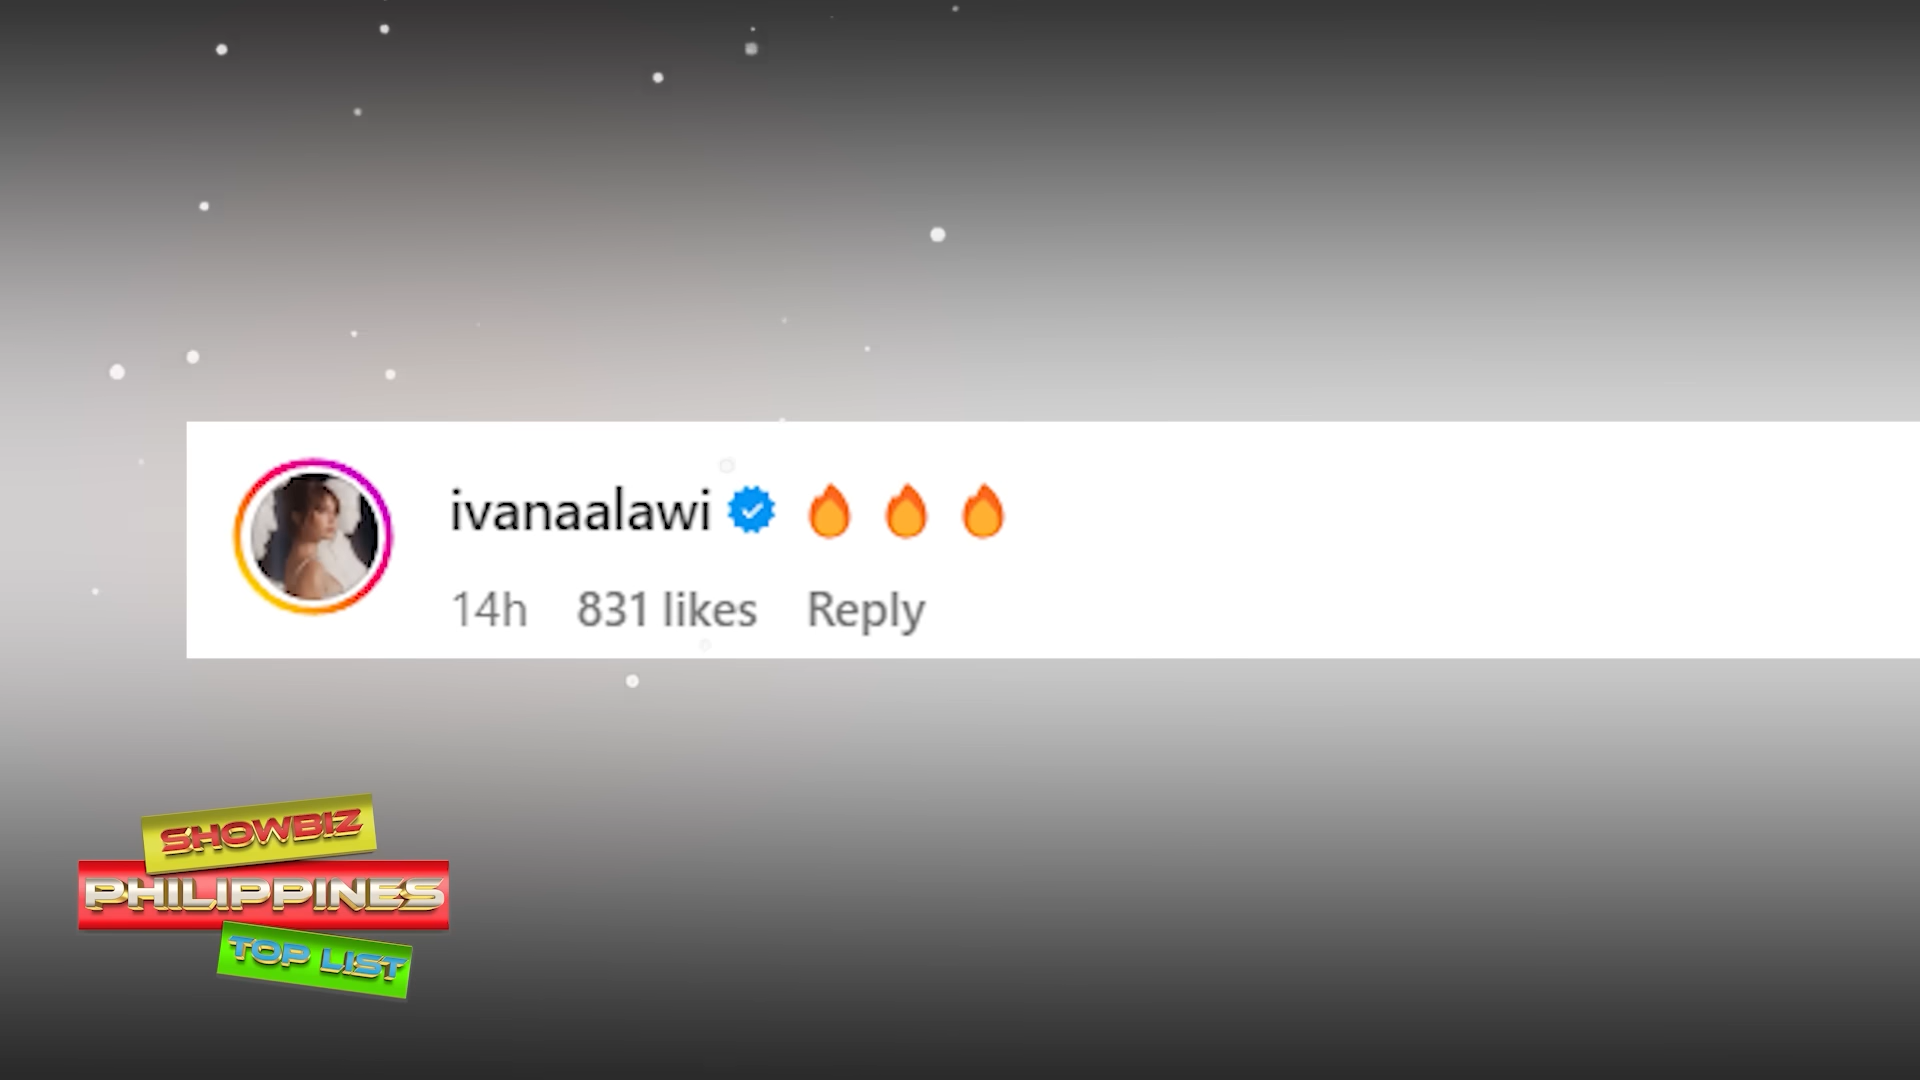 ivanaalawi 🔥 🔥 🔥
14h 831 likes Reply
SHOWBIZ
PHILIPPINES
TOP LIST